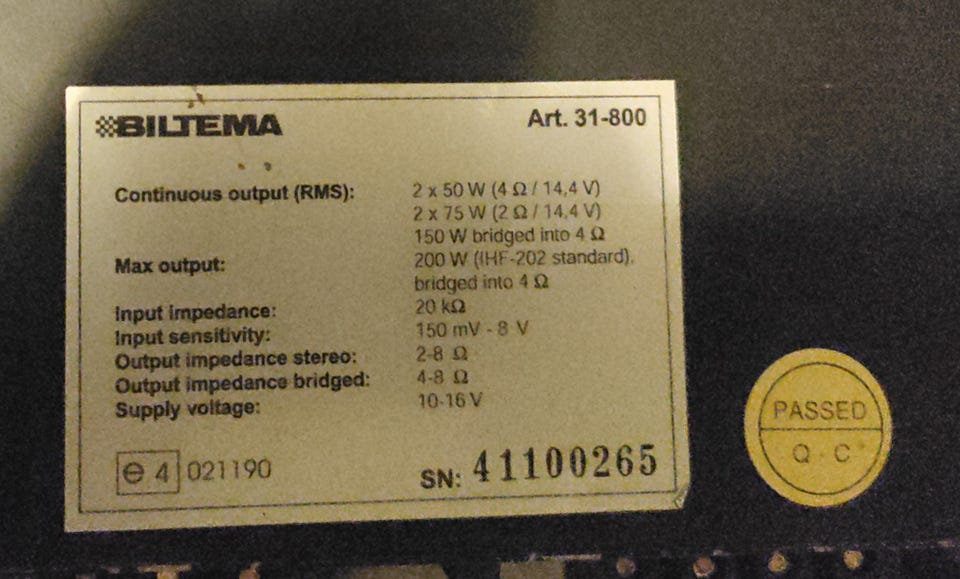 BILTEMA Art. 31-800
Continuous output (RMS): 2 x 50 W (4 Ω / 14,4 V)
2 x 75 W (2 Ω / 14,4 V)
150 W bridged into 4 Ω
Max output: 200 W (IHF-202 standard),
bridged into 4 Ω
Input impedance: 20 kΩ
Input sensitivity: 150 mV - 8 V
Output impedance stereo: 2-8 Ω
Output impedance bridged: 4-8 Ω
Supply voltage: 10-16 V
e 4 021190 SN: 41100265
PASSED
Q.C